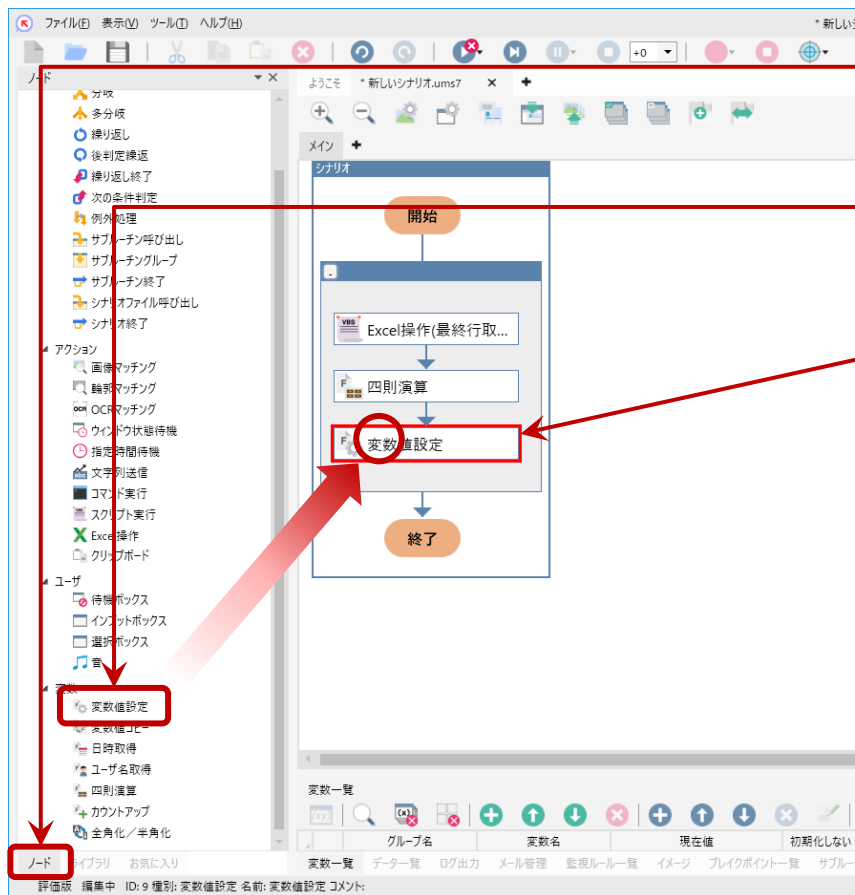 ファイル(F) 表示(V) ツール(T) ヘルプ(H)
* 新しいシ
+0
ノード
ようこそ * 新しいシナリオ.ums7
メイン
分岐
多分岐
繰り返し
後判定繰返
繰り返し終了
次の条件判定
例外処理
サブルーチン呼び出し
サブルーチングループ
サブルーチン終了
シナリオファイル呼び出し
シナリオ終了
アクション
画像マッチング
輪郭マッチング
OCR OCRマッチング
ウィンドウ状態待機
指定時間待機
文字列送信
コマンド実行
スクリプト実行
Excel操作
クリップボード
ユーザ
待機ボックス
インプットボックス
選択ボックス
音
変数
変数値設定
変数値コピー
日時取得
ユーザ名取得
四則演算
カウントアップ
全角化/半角化
ノード ライブラリ お気に入り
シナリオ
開始
VBS Excel操作(最終行取...
F 四則演算
F 変数値設定
終了
変数一覧
グループ名 変数名 現在値 初期化しない
変数一覧 データ一覧 ログ出力 メール管理 監視ルール一覧 イメージ ブレイクポイント一覧 サブルー
評価版 編集中 ID: 9 種別: 変数値設定 名前: 変数値設定 コメント: